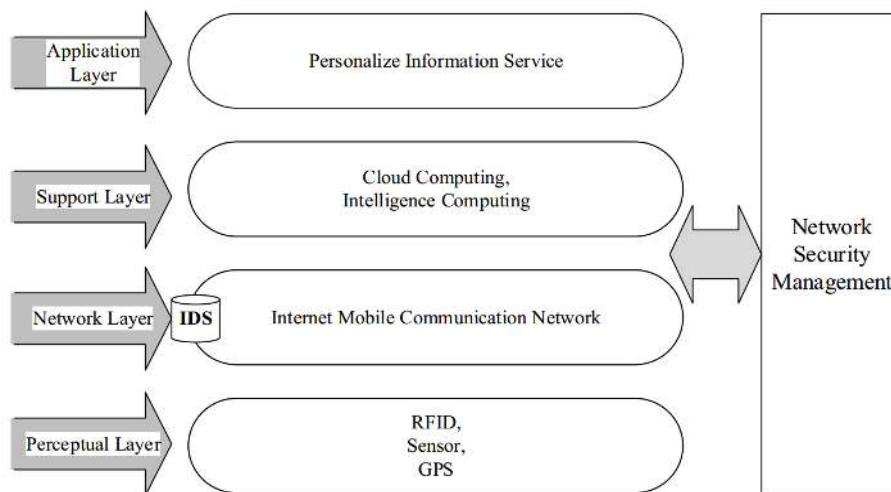 Application
Layer
Personalize Information Service
Support Layer
Cloud Computing,
Intelligence Computing
Network Layer
IDS
Internet Mobile Communication Network
Perceptual Layer
RFID,
Sensor,
GPS
Network
Security
Management